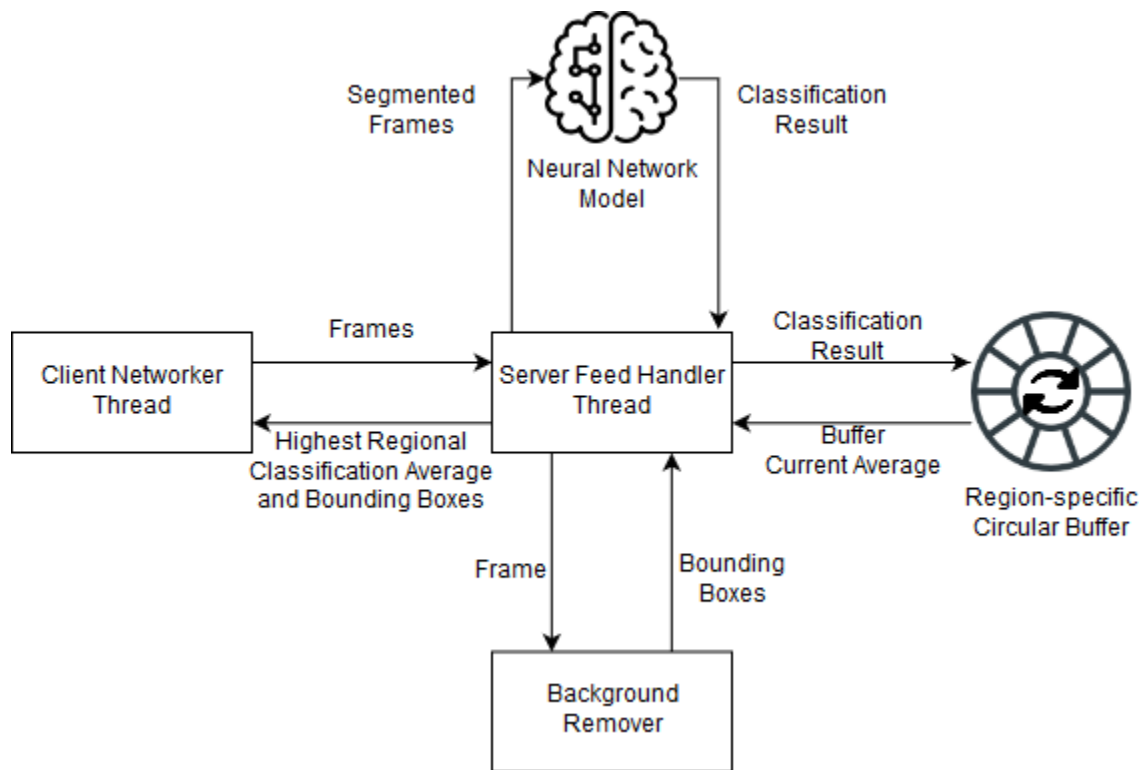 Segmented
Frames
Classification
Result
Neural Network
Model
Frames
Classification
Result
Client Networker
Thread
Server Feed Handler
Thread
Highest Regional
Classification Average
and Bounding Boxes
Buffer
Current Average
Region-specific
Circular Buffer
Frame
Bounding
Boxes
Background
Remover